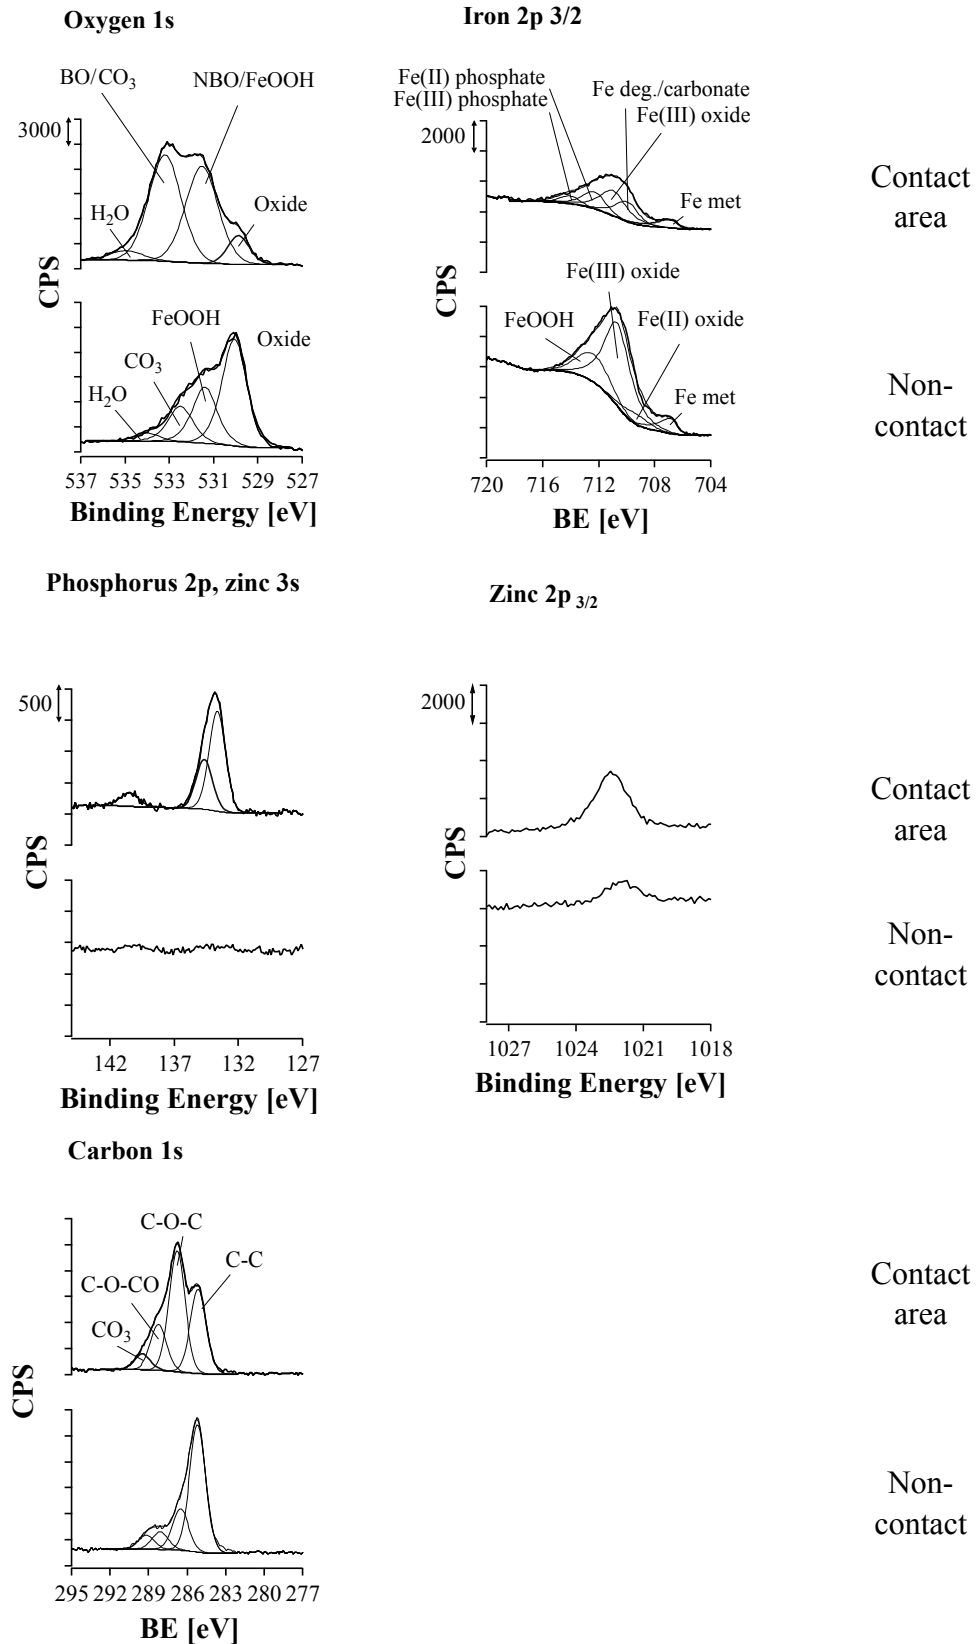 Oxygen 1s
Iron 2p 3/2
BO/CO3
NBO/FeOOH
3000
H2O
Oxide
Fe(II) phosphate
Fe(III) phosphate
Fe deg./carbonate
Fe(III) oxide
2000
Fe met
Contact
area
CPS
FeOOH
Oxide
CO3
H2O
537 535 533 531 529 527
Binding Energy [eV]
CPS
Fe(III) oxide
FeOOH
Fe(II) oxide
Fe met
720 716 712 708 704
BE [eV]
Non-
contact
Phosphorus 2p, zinc 3s
Zinc 2p 3/2
500
2000
Contact
area
CPS
CPS
Non-
contact
142 137 132 127
Binding Energy [eV]
1027 1024 1021 1018
Binding Energy [eV]
Carbon 1s
C-O-C
C-C
C-O-CO
CO3
Contact
area
CPS
Non-
contact
295 292 289 286 283 280 277
BE [eV]